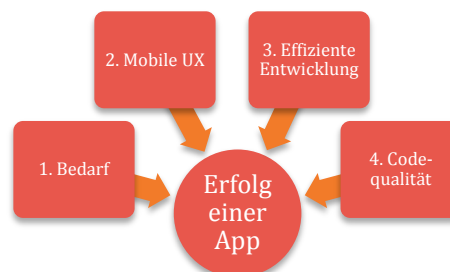 1. Bedarf
2. Mobile UX
3. Effiziente
Entwicklung
4. Code-
qualität
Erfolg
einer
App